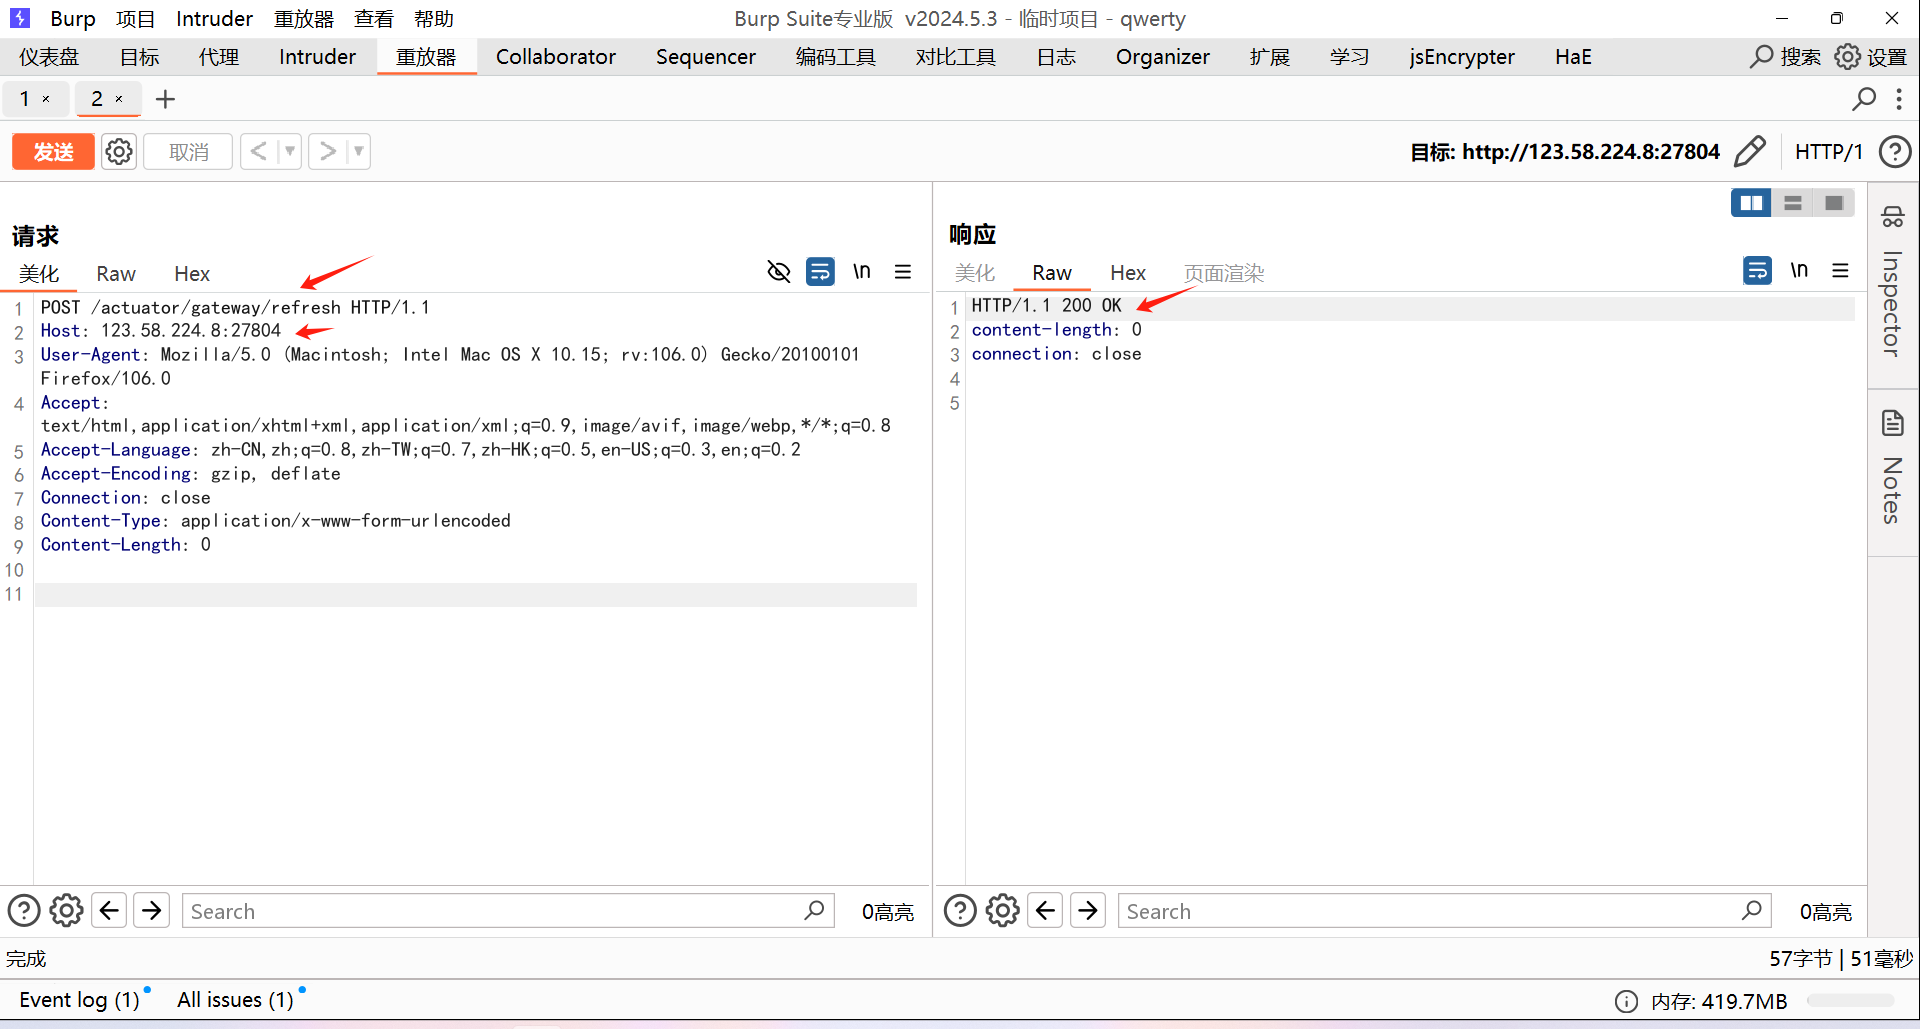 Burp 项目 Intruder 重放器 查看 帮助 Burp Suite专业版 v2024.5.3 - 临时项目 - qwerty
仪表盘 目标 代理 Intruder 重放器 Collaborator Sequencer 编码工具 对比工具 日志 Organizer 扩展 学习 jsEncrypter HaE 搜索 设置
1 × 2 × +
发送 取消 < > 目标: http://123.58.224.8:27804 HTTP/1
请求
美化 Raw Hex \n
1 POST /actuator/gateway/refresh HTTP/1.1
2 Host: 123.58.224.8:27804
3 User-Agent: Mozilla/5.0 (Macintosh; Intel Mac OS X 10.15; rv:106.0) Gecko/20100101
Firefox/106.0
4 Accept:
text/html,application/xhtml+xml,application/xml;q=0.9,image/avif,image/webp,*/*;q=0.8
5 Accept-Language: zh-CN,zh;q=0.8,zh-TW;q=0.7,zh-HK;q=0.5,en-US;q=0.3,en;q=0.2
6 Accept-Encoding: gzip, deflate
7 Connection: close
8 Content-Type: application/x-www-form-urlencoded
9 Content-Length: 0
10
11
Search 0高亮
响应
美化 Raw Hex 页面渲染 \n
1 HTTP/1.1 200 OK
2 content-length: 0
3 connection: close
4
5
Search 0高亮
Inspector
Notes
完成 57字节 | 51毫秒
Event log (1) All issues (1) 内存: 419.7MB